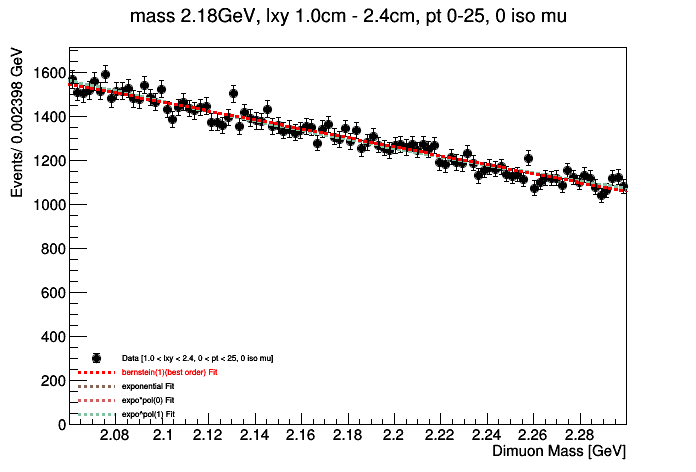 mass 2.18GeV, lxy 1.0cm - 2.4cm, pt 0-25, 0 iso mu
Events/ 0.002398 GeV
1600
1400
1200
1000
800
600
400
200
0
Data [1.0 < lxy < 2.4, 0 < pt < 25, 0 iso mu]
bernstein(1)(best order) Fit
exponential Fit
expo*pol(0) Fit
expo^pol(1) Fit
2.08 2.1 2.12 2.14 2.16 2.18 2.2 2.22 2.24 2.26 2.28
Dimuon Mass [GeV]